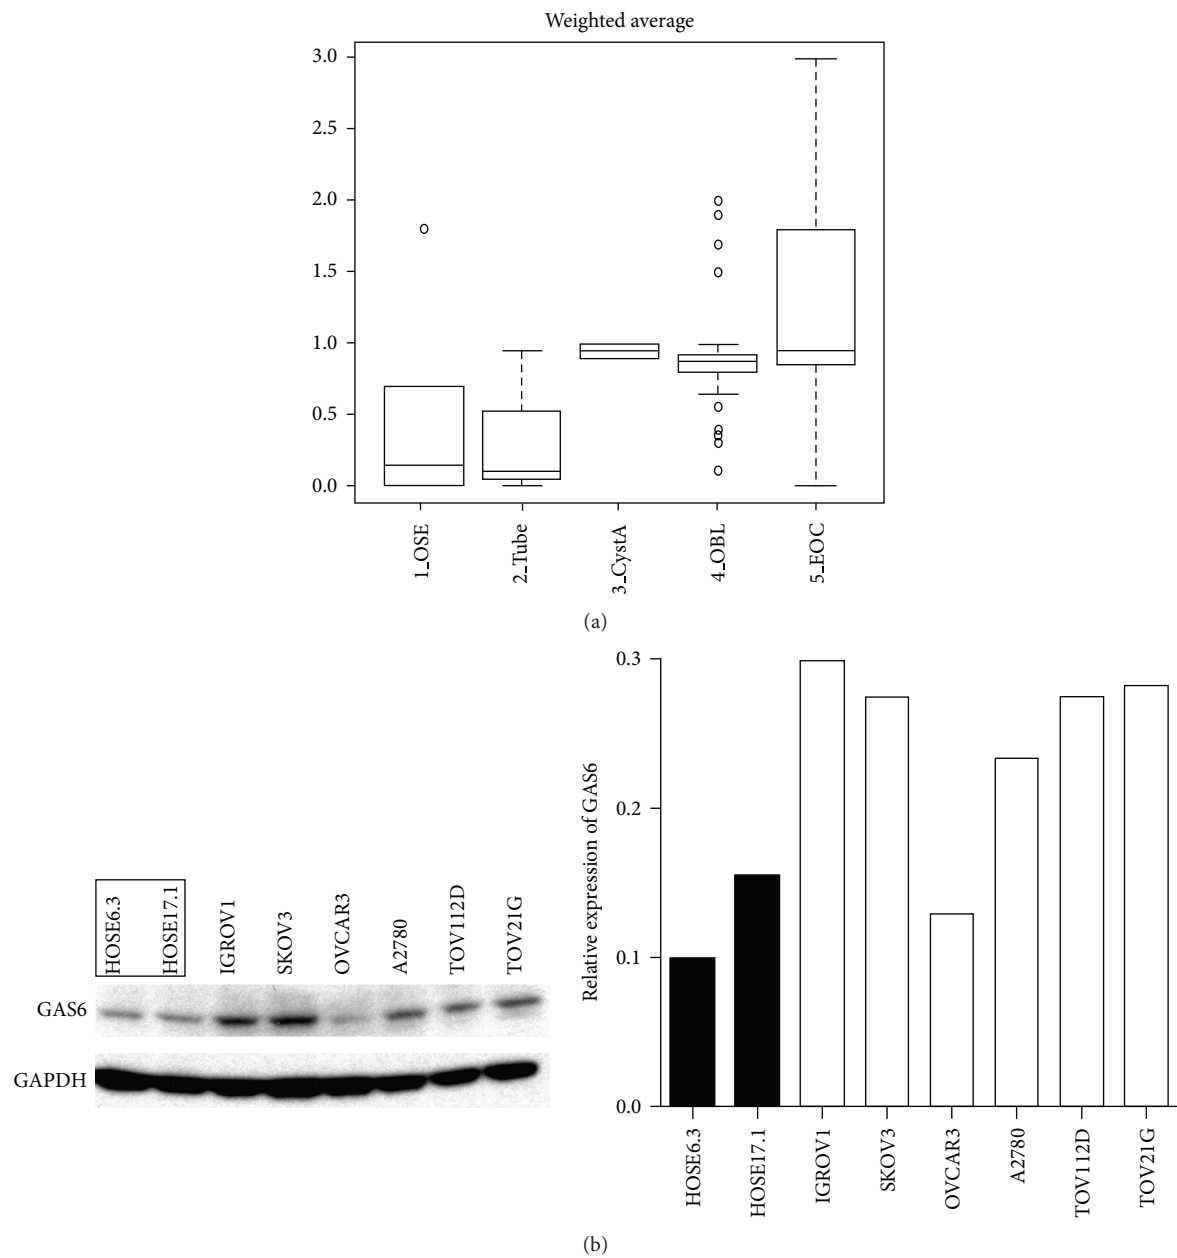 Weighted average
3.0
2.5
2.0
1.5
1.0
0.5
0.0
1_OSE
2_Tube
3_CystA
4_OBL
5_EOC
(a)
HOSE6.3
HOSE17.1
IGROV1
SKOV3
OVCAR3
A2780
TOV112D
TOV21G
GAS6
GAPDH
Relative expression of GAS6
0.3
0.2
0.1
0.0
HOSE6.3
HOSE17.1
IGROV1
SKOV3
OVCAR3
A2780
TOV112D
TOV21G
(b)